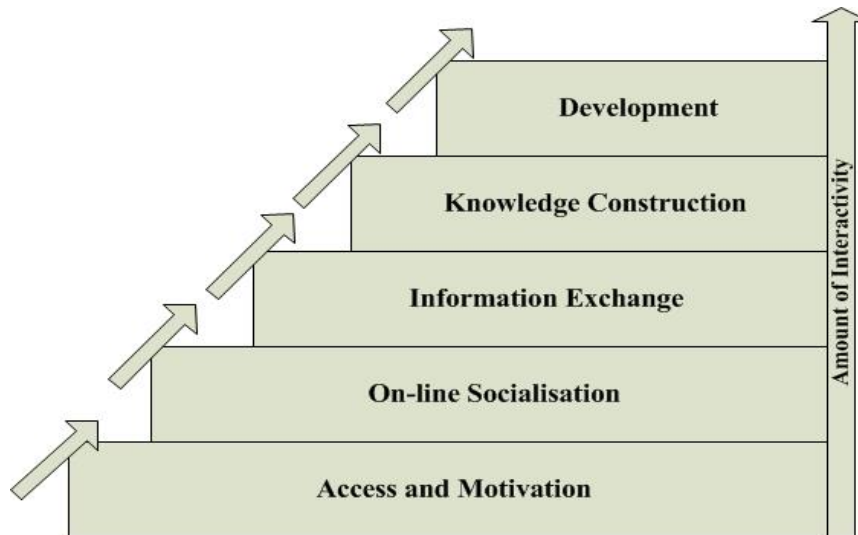 Development
Knowledge Construction
Information Exchange
On-line Socialisation
Access and Motivation
Amount of Interactivity